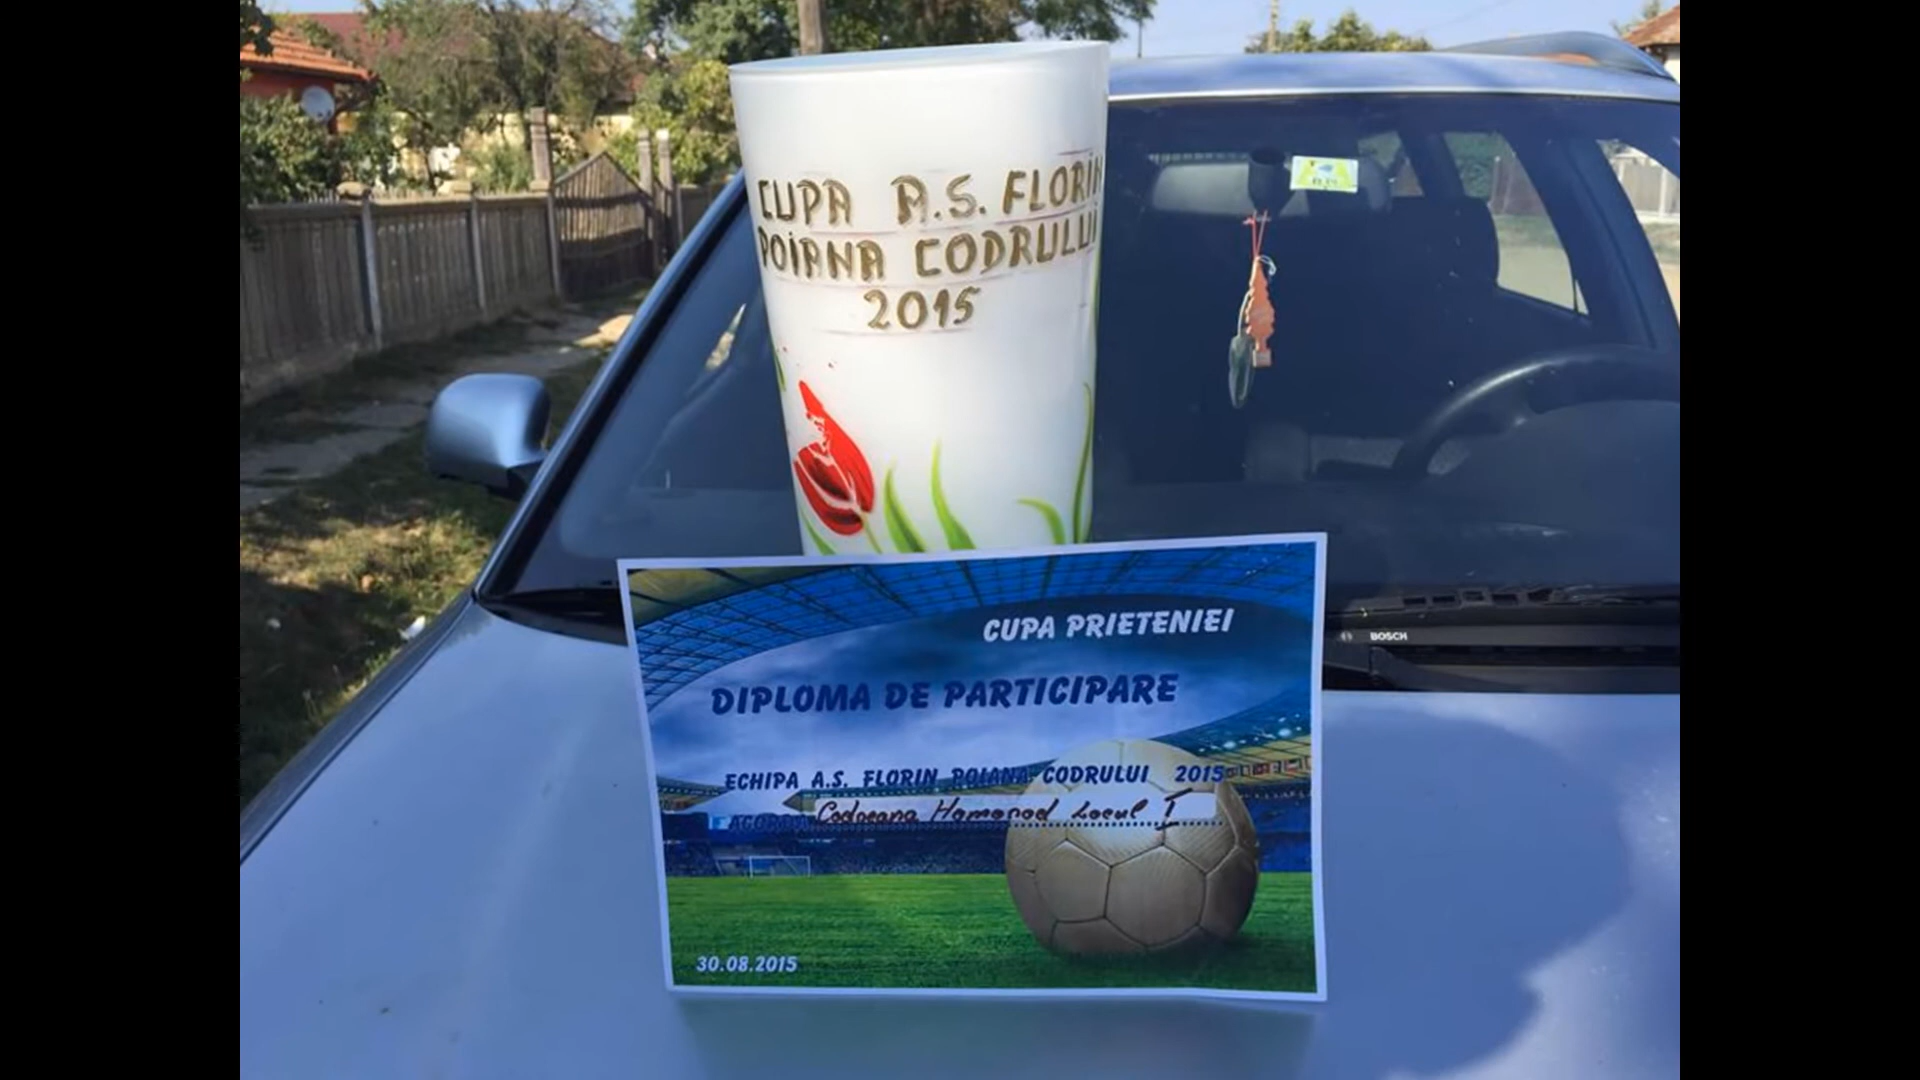 CUPA A.S. FLORIN
POIANA CODRULUI
2015
BOSCH
CUPA PRIETENIEI
DIPLOMA DE PARTICIPARE
ECHIPA A.S. FLORIN POIANA CODRULUI 2015
Codreana Homorod Locul I
30.08.2015